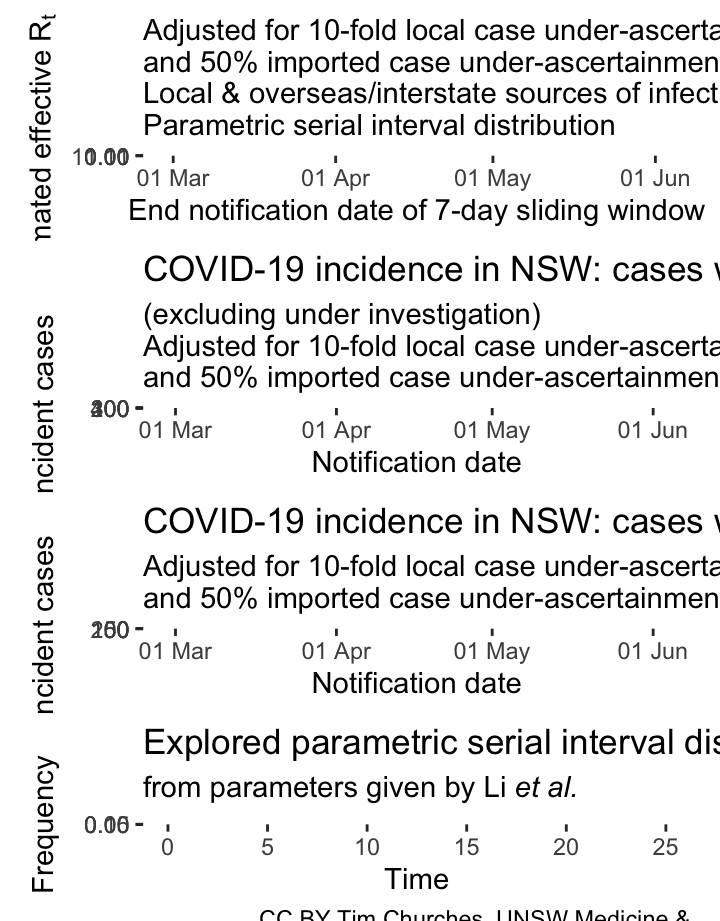 nated effective Rt
Adjusted for 10-fold local case under-ascerta
and 50% imported case under-ascertainmen
Local & overseas/interstate sources of infect
Parametric serial interval distribution
01 Mar 01 Apr 01 May 01 Jun
End notification date of 7-day sliding window
COVID-19 incidence in NSW: cases w
(excluding under investigation)
Adjusted for 10-fold local case under-ascerta
and 50% imported case under-ascertainmen
ncident cases
01 Mar 01 Apr 01 May 01 Jun
Notification date
COVID-19 incidence in NSW: cases w
Adjusted for 10-fold local case under-ascerta
and 50% imported case under-ascertainmen
ncident cases
01 Mar 01 Apr 01 May 01 Jun
Notification date
Explored parametric serial interval dis
from parameters given by Li et al.
Frequency
0 5 10 15 20 25
Time
CC BY Tim Churches, UNSW Medicine &